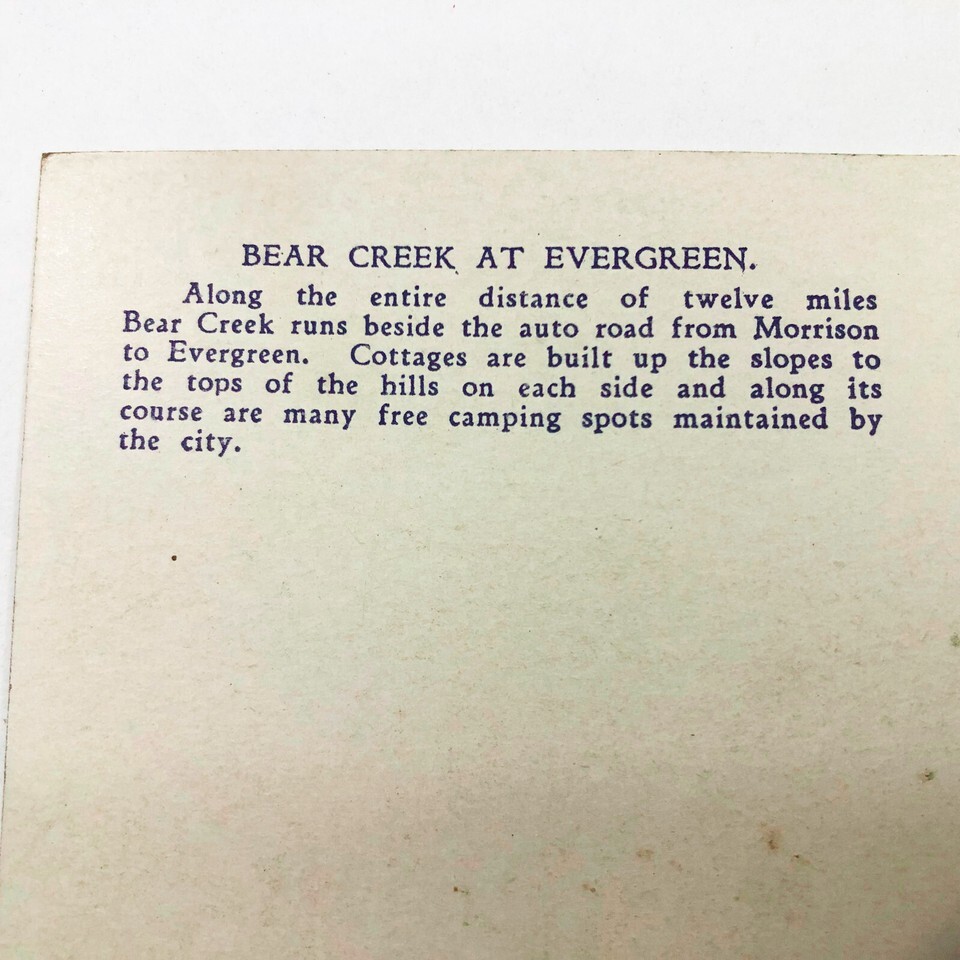 BEAR CREEK AT EVERGREEN.
Along the entire distance of twelve miles
Bear Creek runs beside the auto road from Morrison
to Evergreen. Cottages are built up the slopes to
the tops of the hills on each side and along its
course are many free camping spots maintained by
the city.